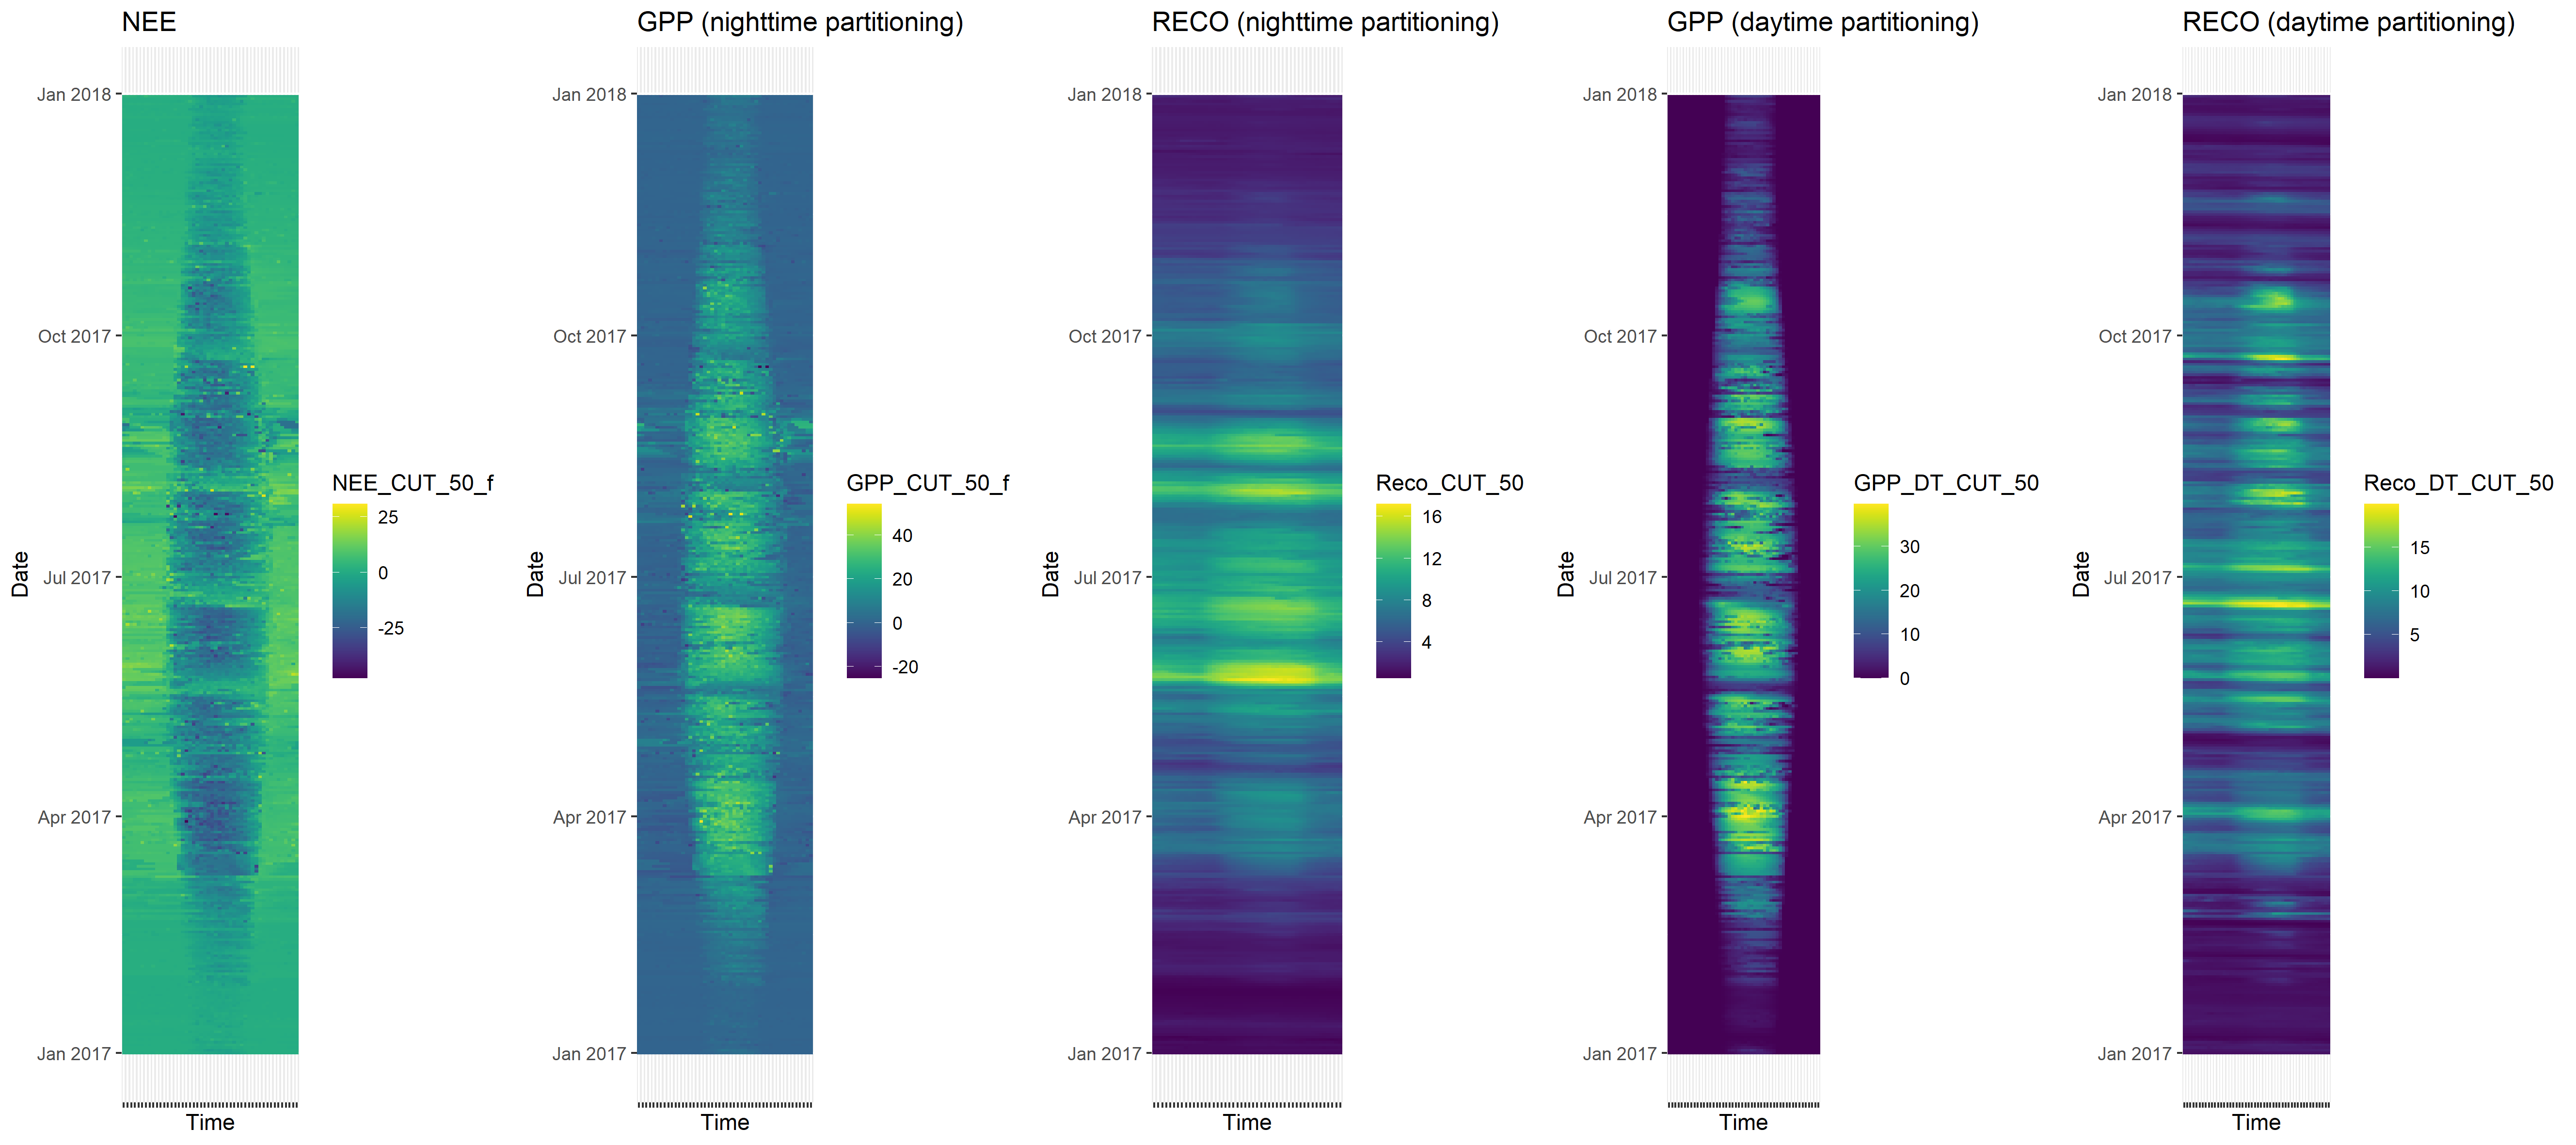 NEE
Jan 2018
Oct 2017
Jul 2017
Apr 2017
Jan 2017
Date
Time
NEE_CUT_50_f
25
0
-25
GPP (nighttime partitioning)
Jan 2018
Oct 2017
Jul 2017
Apr 2017
Jan 2017
Date
Time
GPP_CUT_50_f
40
20
0
-20
RECO (nighttime partitioning)
Jan 2018
Oct 2017
Jul 2017
Apr 2017
Jan 2017
Date
Time
Reco_CUT_50
16
12
8
4
GPP (daytime partitioning)
Jan 2018
Oct 2017
Jul 2017
Apr 2017
Jan 2017
Date
Time
GPP_DT_CUT_50
30
20
10
0
RECO (daytime partitioning)
Jan 2018
Oct 2017
Jul 2017
Apr 2017
Jan 2017
Date
Time
Reco_DT_CUT_50
15
10
5